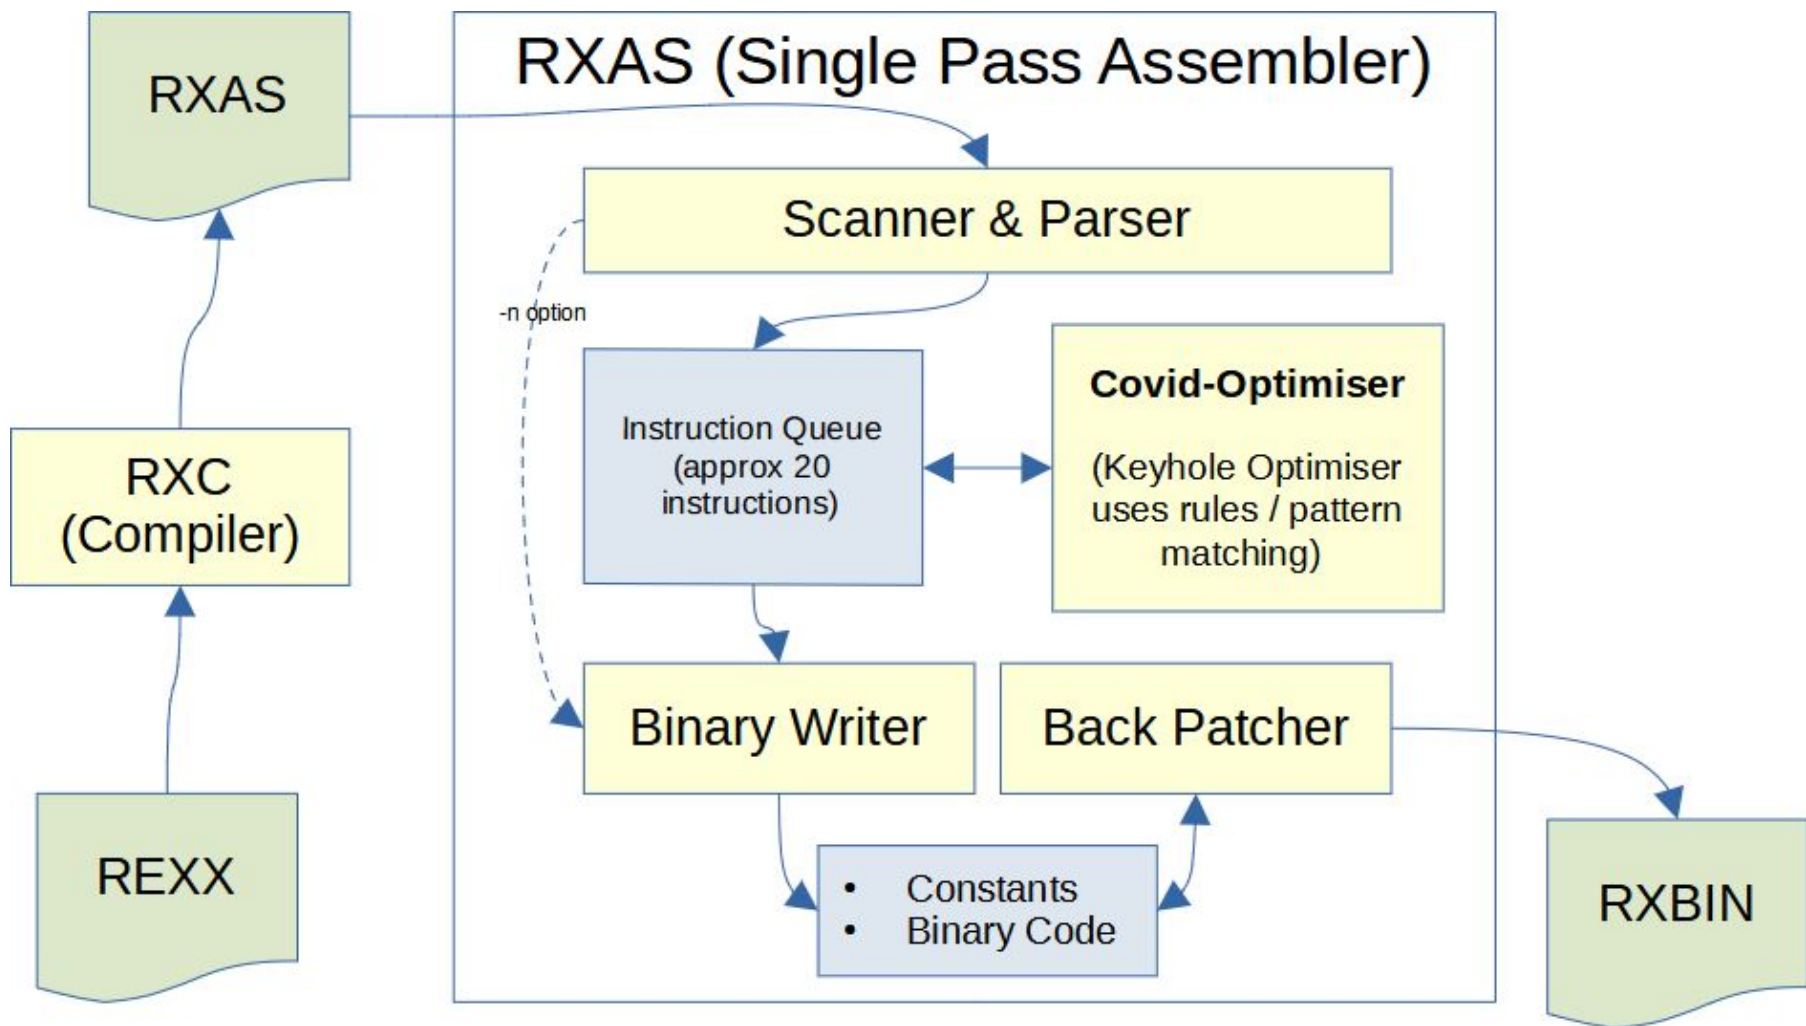 RXAS (Single Pass Assembler)
RXAS
Scanner & Parser
-n option
Instruction Queue
(approx 20
instructions)
Covid-Optimiser
(Keyhole Optimiser
uses rules / pattern
matching)
RXC
(Compiler)
Binary Writer
Back Patcher
REXX
• Constants
• Binary Code
RXBIN